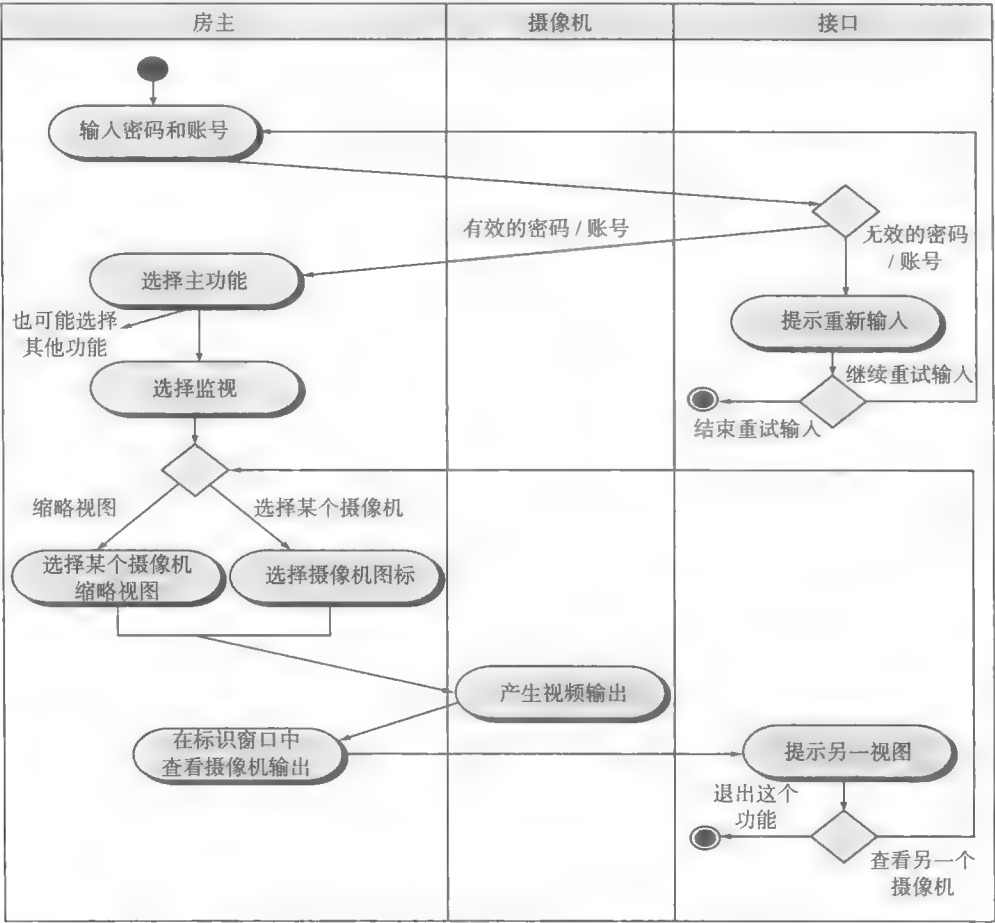 房主
摄像机
接口
输入密码和账号
有效的密码 / 账号
无效的密码
/ 账号
选择主功能
提示重新输入
也可能选择
其他功能
选择监视
继续重试输入
结束重试输入
缩略视图
选择某个摄像机
选择某个摄像机
缩略视图
选择摄像机图标
产生视频输出
在标识窗口中
查看摄像机输出
提示另一视图
退出这个
功能
查看另一个
摄像机